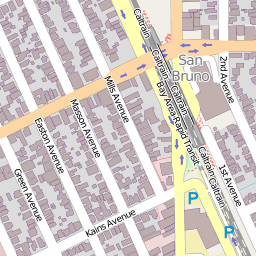 Caltrain
Caltrain
Caltrain
Caltrain
Bay Area Rapid Transit
San
Bruno
2nd Avenue
Mills Avenue
Masson Avenue
Easton Avenue
Green Avenue
Kains Avenue
Caltrain
Caltrain
1st Avenue
P
P